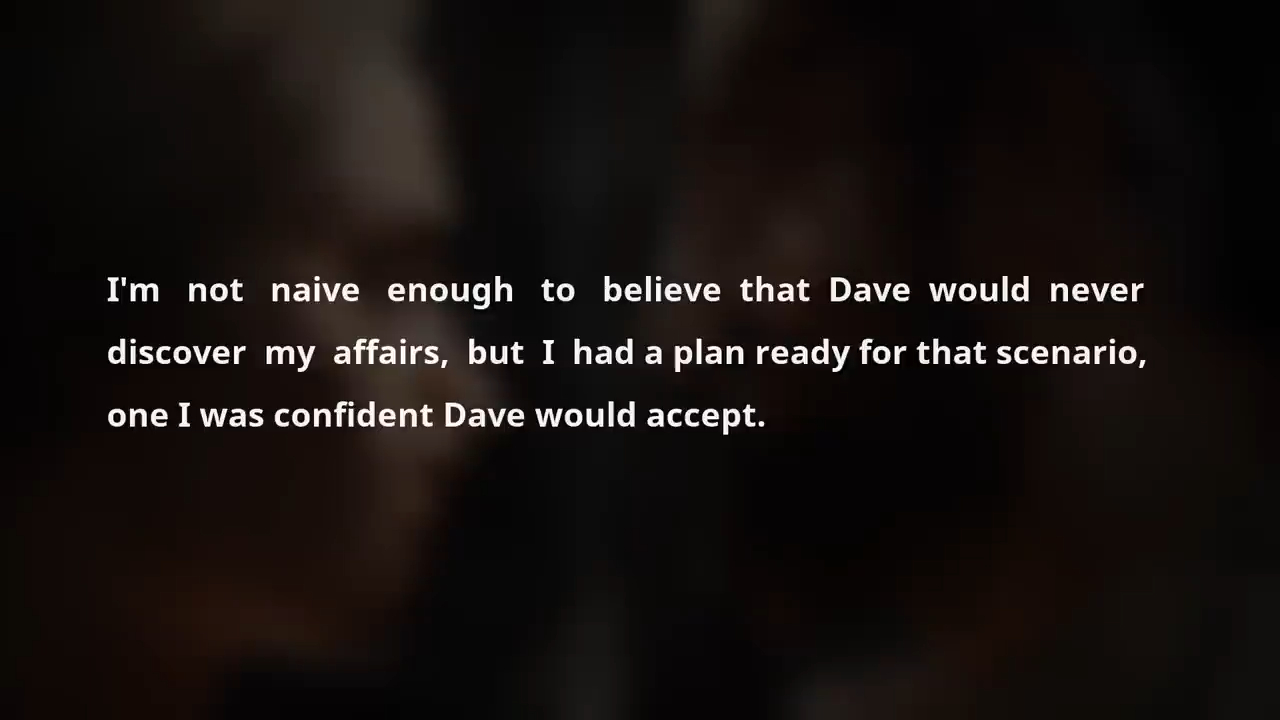 I'm not naive enough to believe that Dave would never
discover my affairs, but I had a plan ready for that scenario,
one I was confident Dave would accept.